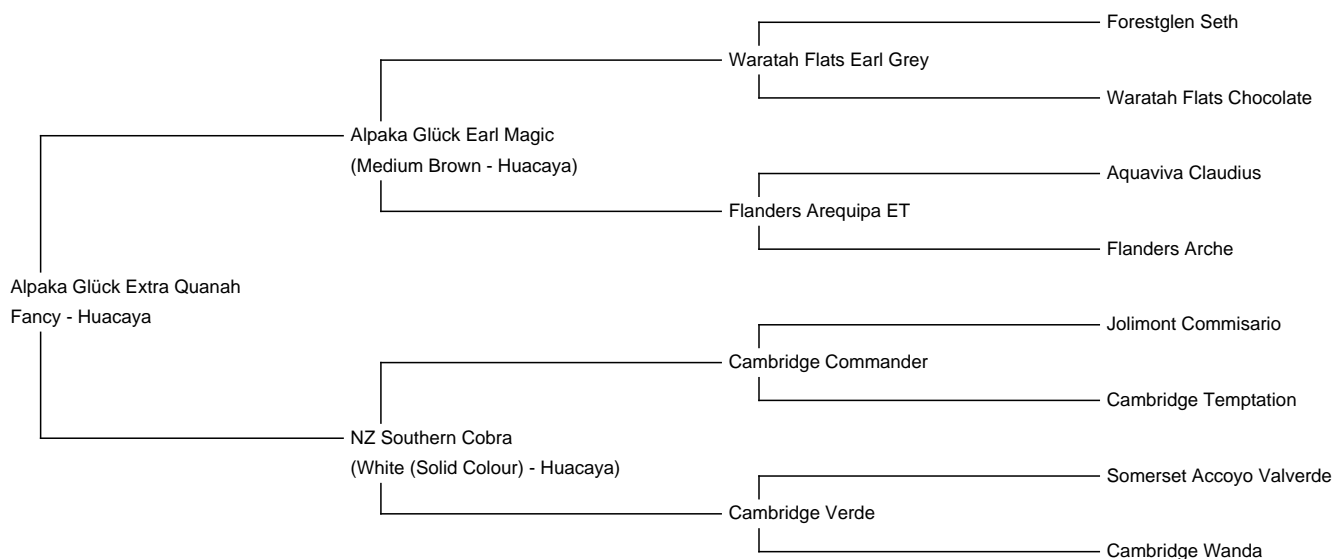 Forestglen Seth
Waratah Flats Earl Grey
Waratah Flats Chocolate
Alpaka Glück Earl Magic
(Medium Brown - Huacaya)
Aquaviva Claudius
Flanders Arequipa ET
Flanders Arche
Alpaka Glück Extra Quanah
Fancy - Huacaya
Jolimont Commisario
Cambridge Commander
Cambridge Temptation
NZ Southern Cobra
(White (Solid Colour) - Huacaya)
Somerset Accoyo Valverde
Cambridge Verde
Cambridge Wanda